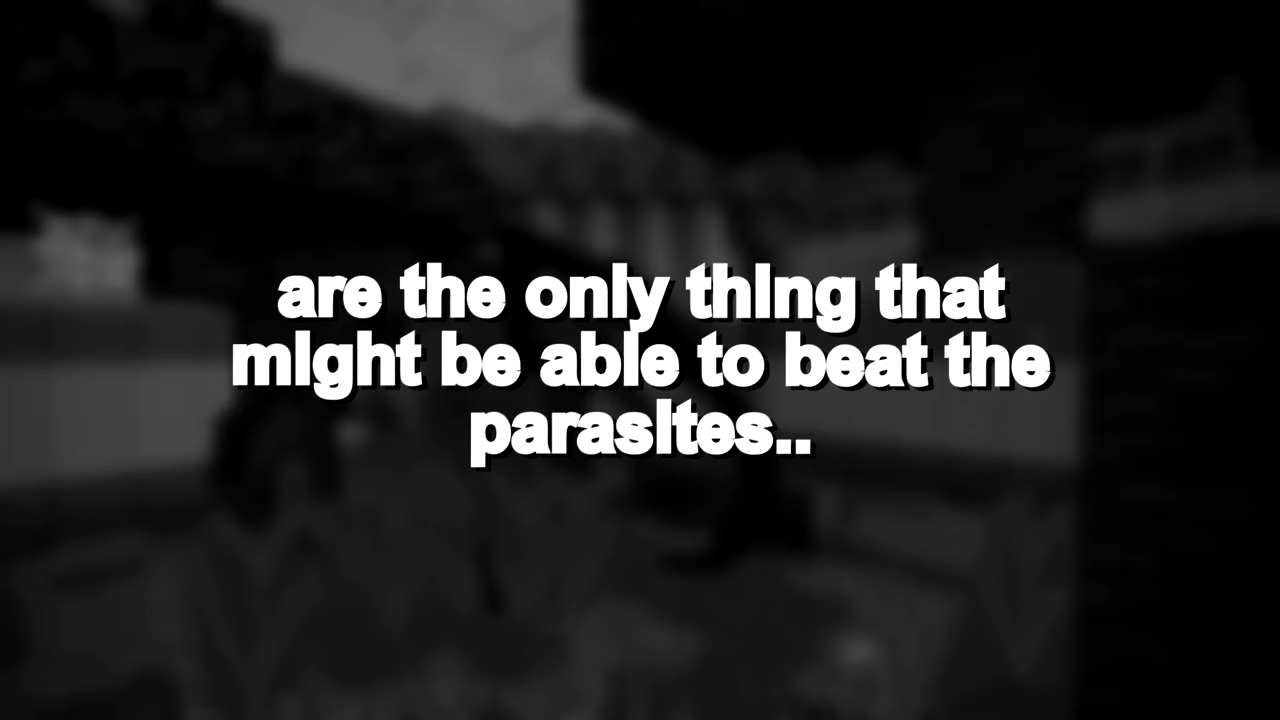 are the only thing that
might be able to beat the
parasites..